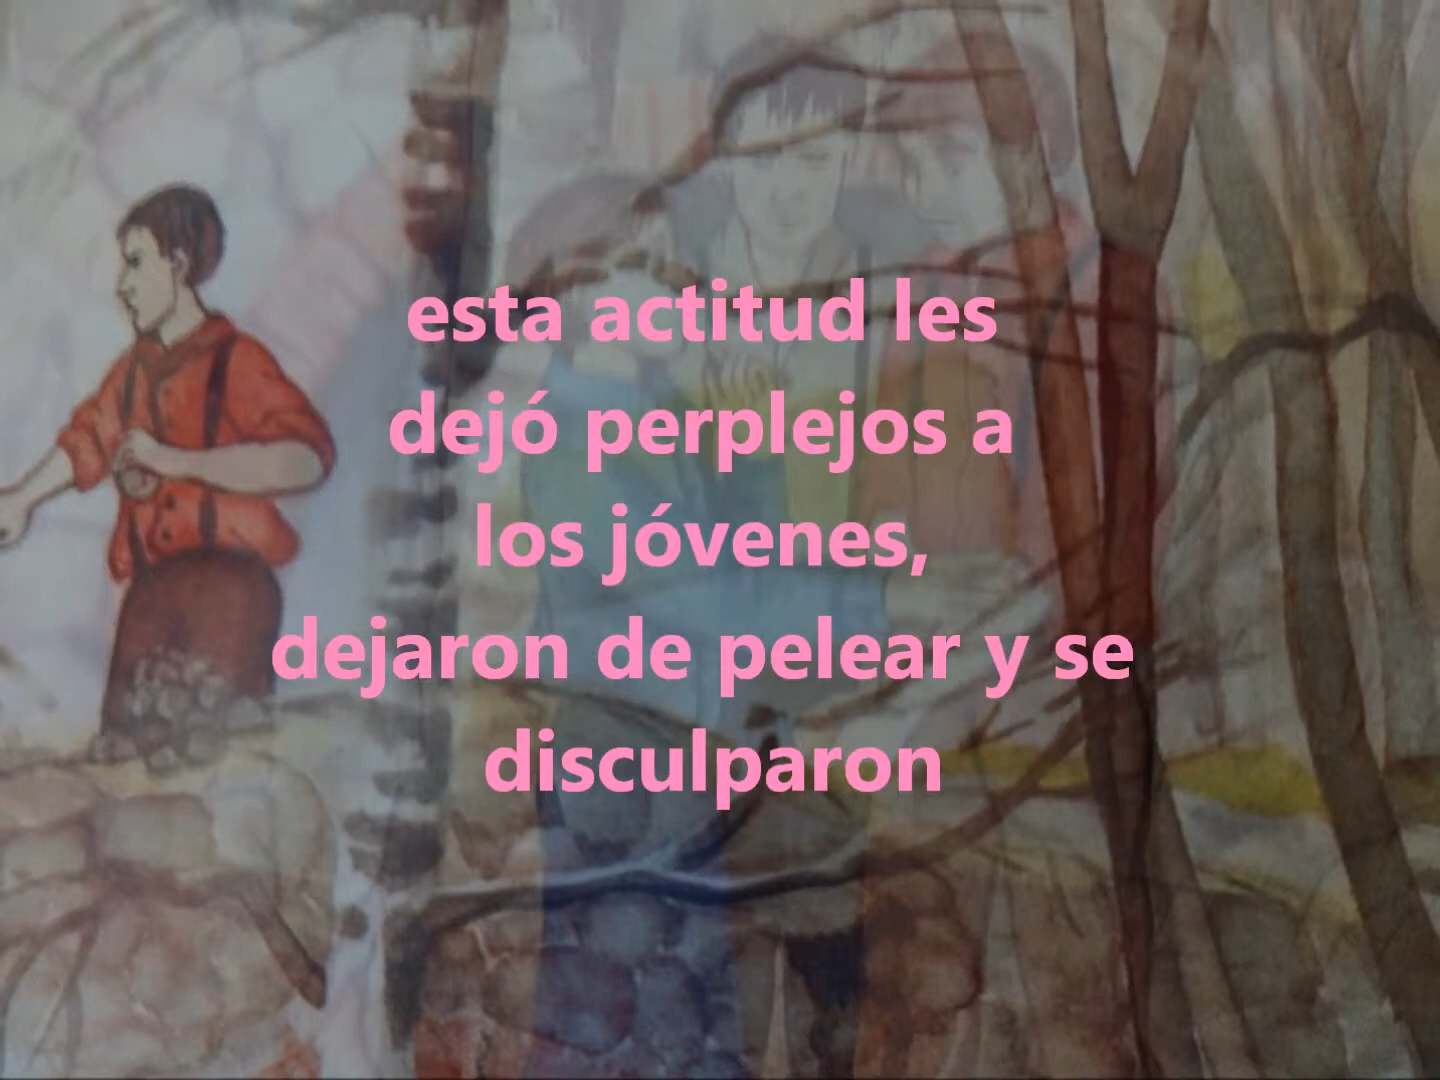 esta actitud les
dejó perplejos a
los jóvenes,
dejaron de pelear y se
disculparon